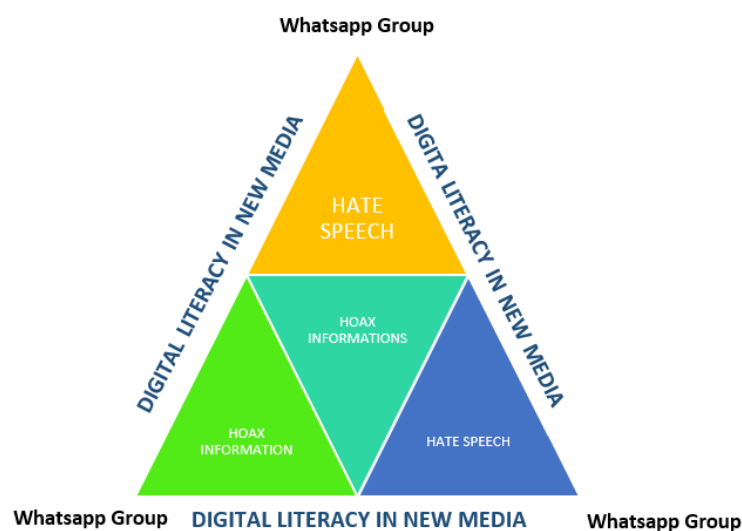 Whatsapp Group
DIGITAL LITERACY IN NEW MEDIA
DIGITA LITERACY IN NEW MEDIA
HATE
SPEECH
HOAX
INFORMATIONS
HOAX
INFORMATION
HATE SPEECH
Whatsapp Group
DIGITAL LITERACY IN NEW MEDIA
Whatsapp Group